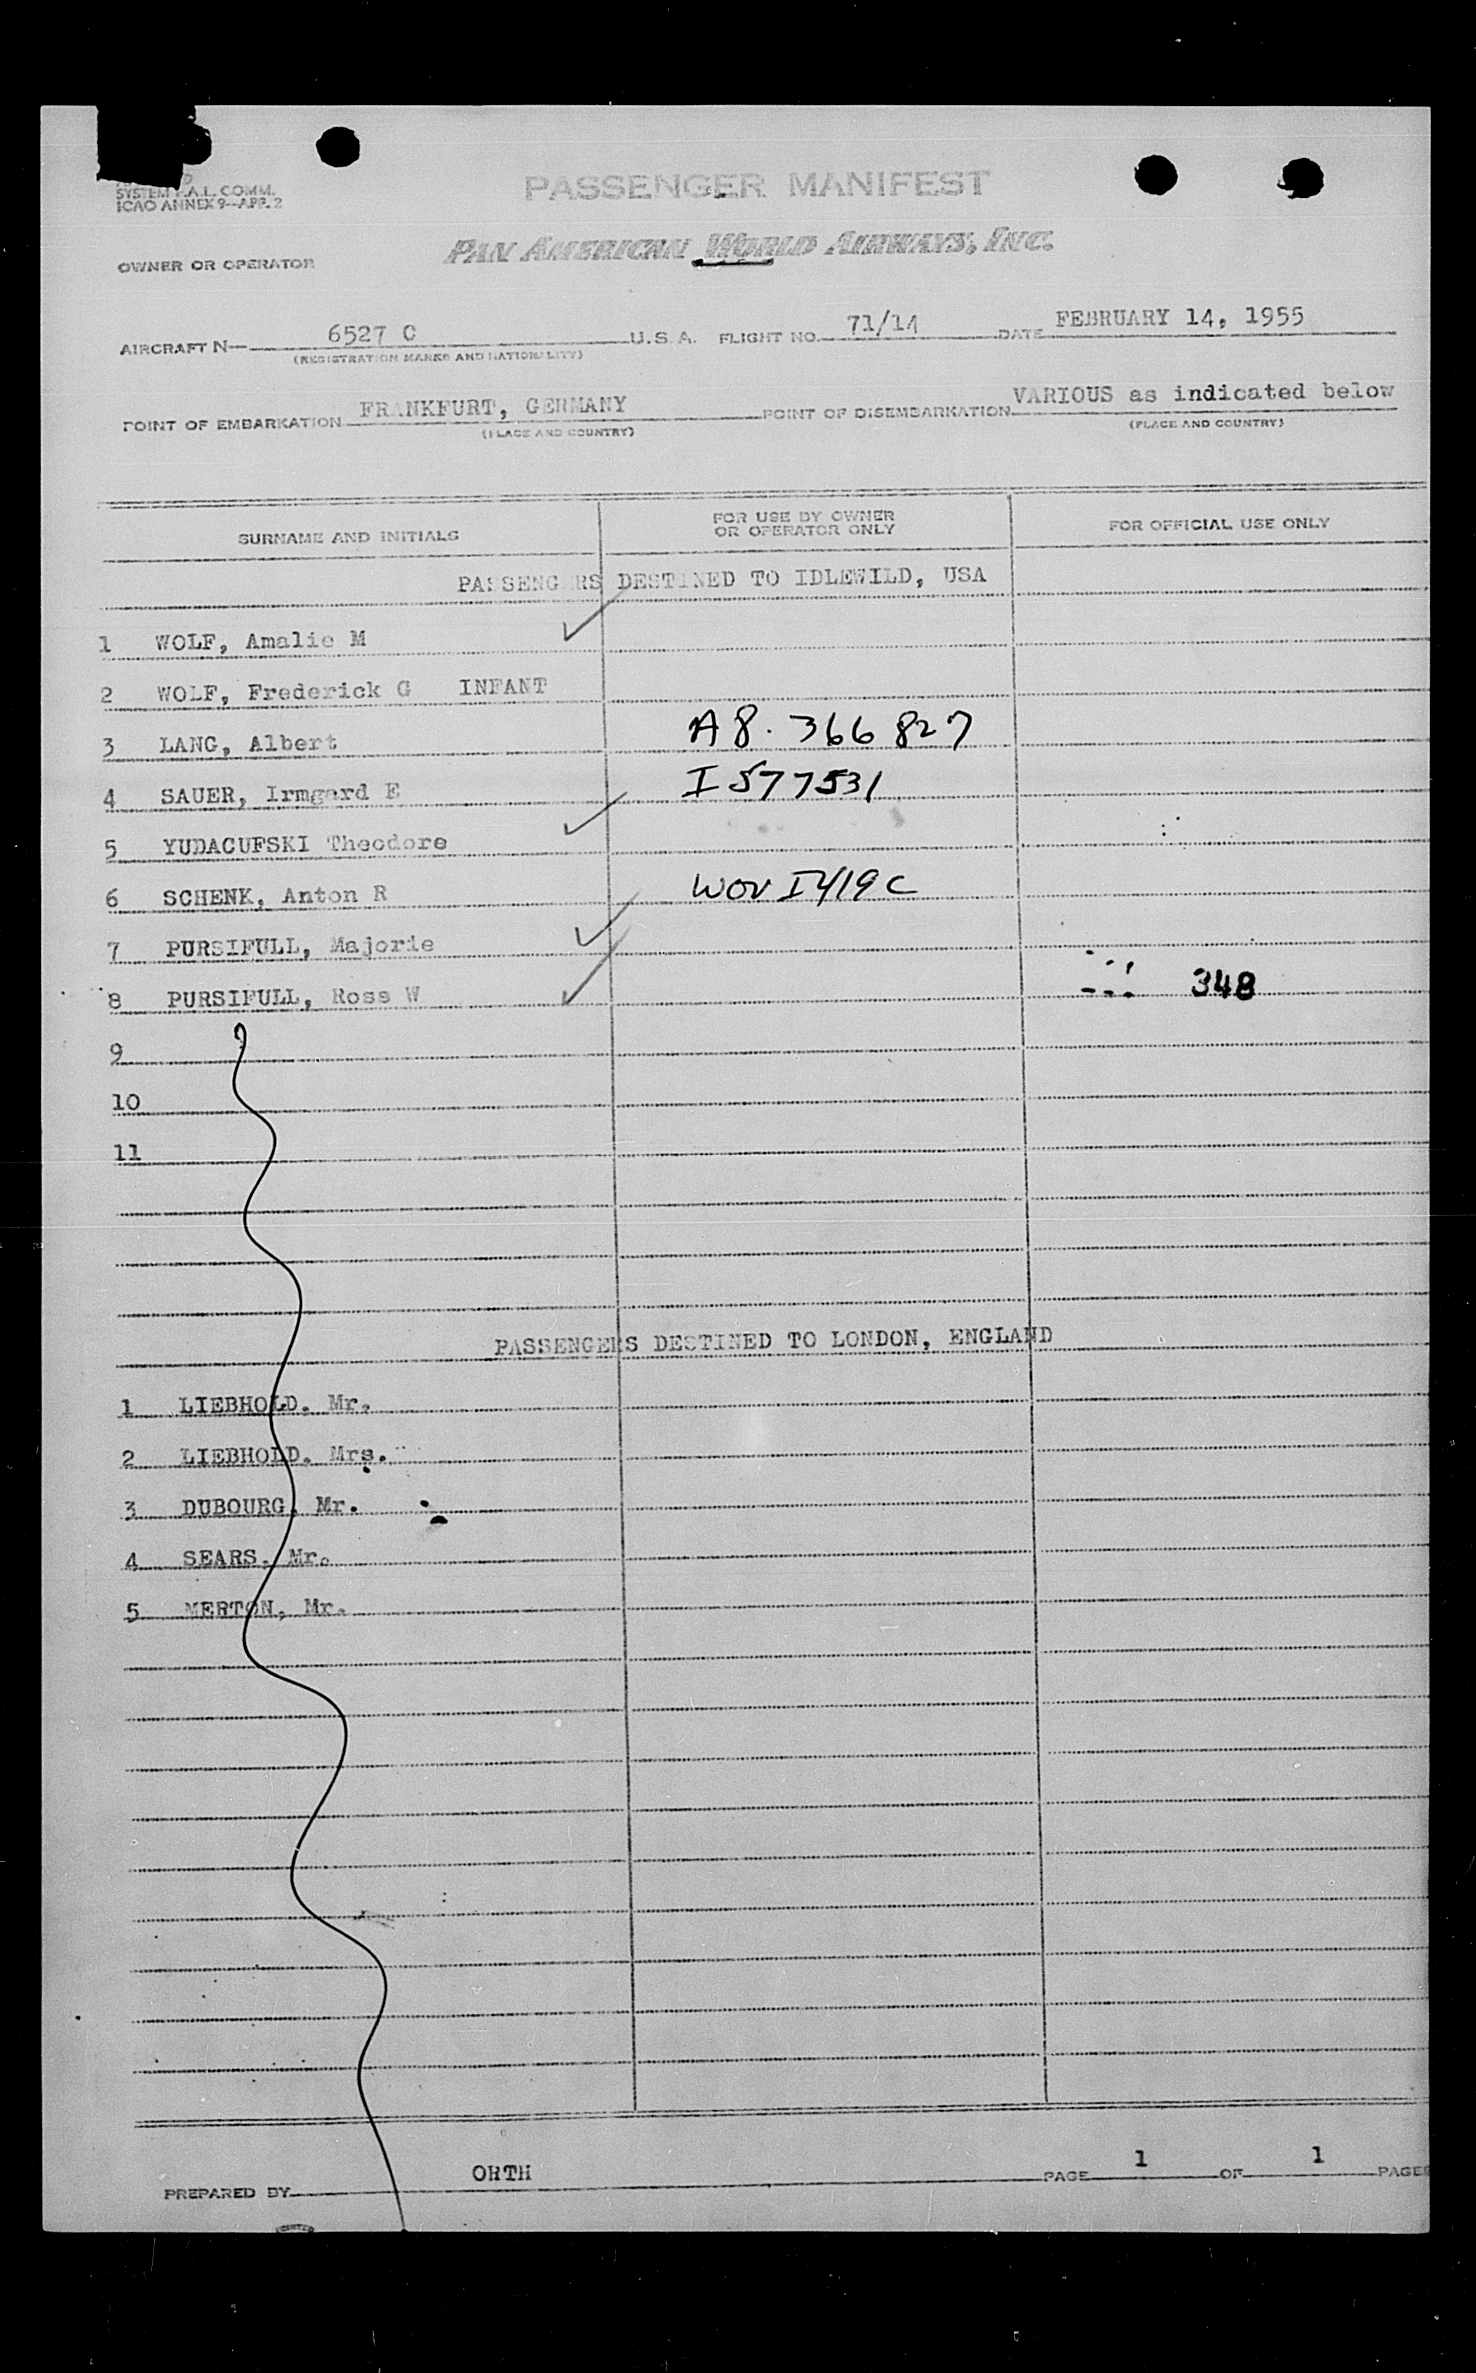 SYSTEM P.A.L. COMM.
ICAO ANNEX 9—APP. 2
PASSENGER MANIFEST
PAN AMERICAN WORLD AIRWAYS, INC.
OWNER OR OPERATOR
AIRCRAFT N— 6527 C U.S.A. FLIGHT NO. 71/14 DATE FEBRUARY 14, 1955
(REGISTRATION MARKS AND NATIONALITY)
POINT OF EMBARKATION FRANKFURT, GERMANY POINT OF DISEMBARKATION VARIOUS as indicated below
(PLACE AND COUNTRY) (PLACE AND COUNTRY)
SURNAME AND INITIALS FOR USE BY OWNER OR OPERATOR ONLY FOR OFFICIAL USE ONLY
PASSENGERS DESTINED TO IDLEWILD, USA
1 WOLF, Amalie M
2 WOLF, Frederick G INFANT
3 LANG, Albert A8.366 827
4 SAUER, Irmgard E I 577531
5 YUDACUFSKI Theodore
6 SCHENK, Anton R
7 PURSIFULL, Majorie
8 PURSIFULL, Ross W 348
9
10
11
PASSENGERS DESTINED TO LONDON, ENGLAND
1 LIEBHOLD. Mr.
2 LIEBHOLD. Mrs.
3 DUBOURG, Mr.
4 SEARS, Mr.
5 MERTON, Mr.
PREPARED BY ORTH PAGE 1 OF 1 PAGES